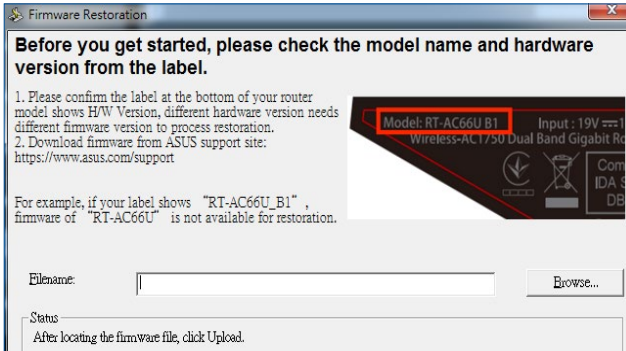 Firmware Restoration
Before you get started, please check the model name and hardware
version from the label.
1. Please confirm the label at the bottom of your router
model shows H/W Version, different hardware version needs
different firmware version to process restoration.
2. Download firmware from ASUS support site:
https://www.asus.com/support
For example, if your label shows “RT-AC66U_B1”,
firmware of “RT-AC66U” is not available for restoration.
Model: RT-AC66U B1 Input : 19V
Wireless-AC1750 Dual Band Gigabit
Com
IDA S
DB
Filename:
Browse...
Status
After locating the firmware file, click Upload.